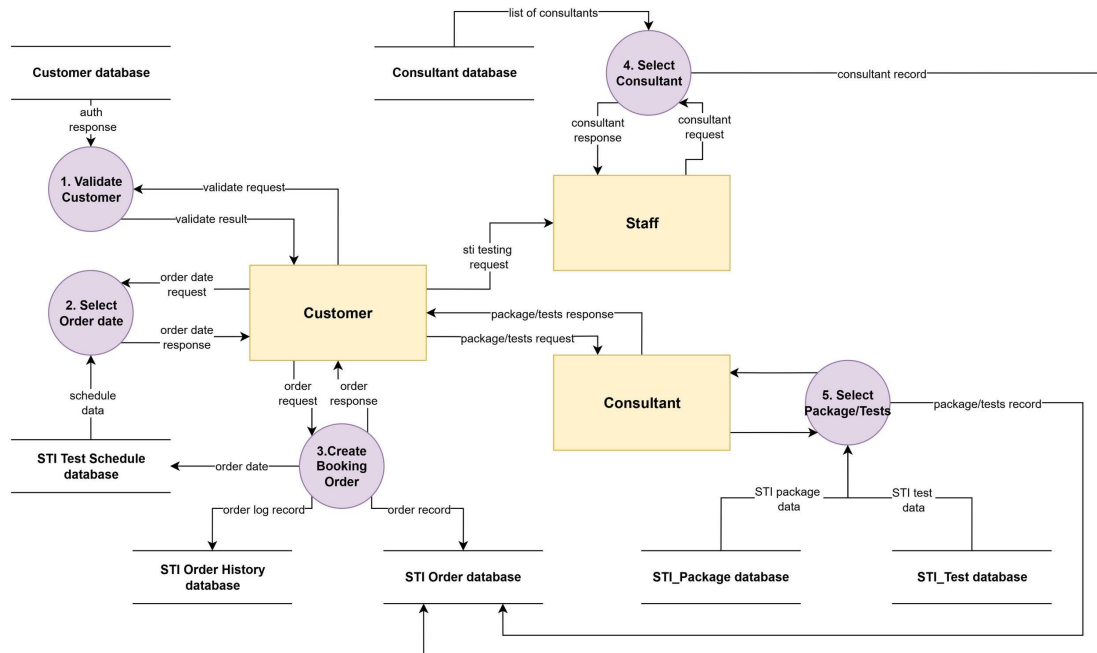 list of consultants
Customer database
Consultant database
4. Select
Consultant
consultant record
auth
response
consultant
response
consultant
request
1. Validate
Customer
validate request
validate result
Staff
sti testing
request
order date
request
2. Select
Order date
order date
response
Customer
package/tests response
package/tests request
schedule
data
order
request
order
response
Consultant
5. Select
Package/Tests
package/tests record
STI Test Schedule
database
order date
3.Create
Booking
Order
order log record
order record
STI package
data
STI test
data
STI Order History
database
STI Order database
STI_Package database
STI_Test database